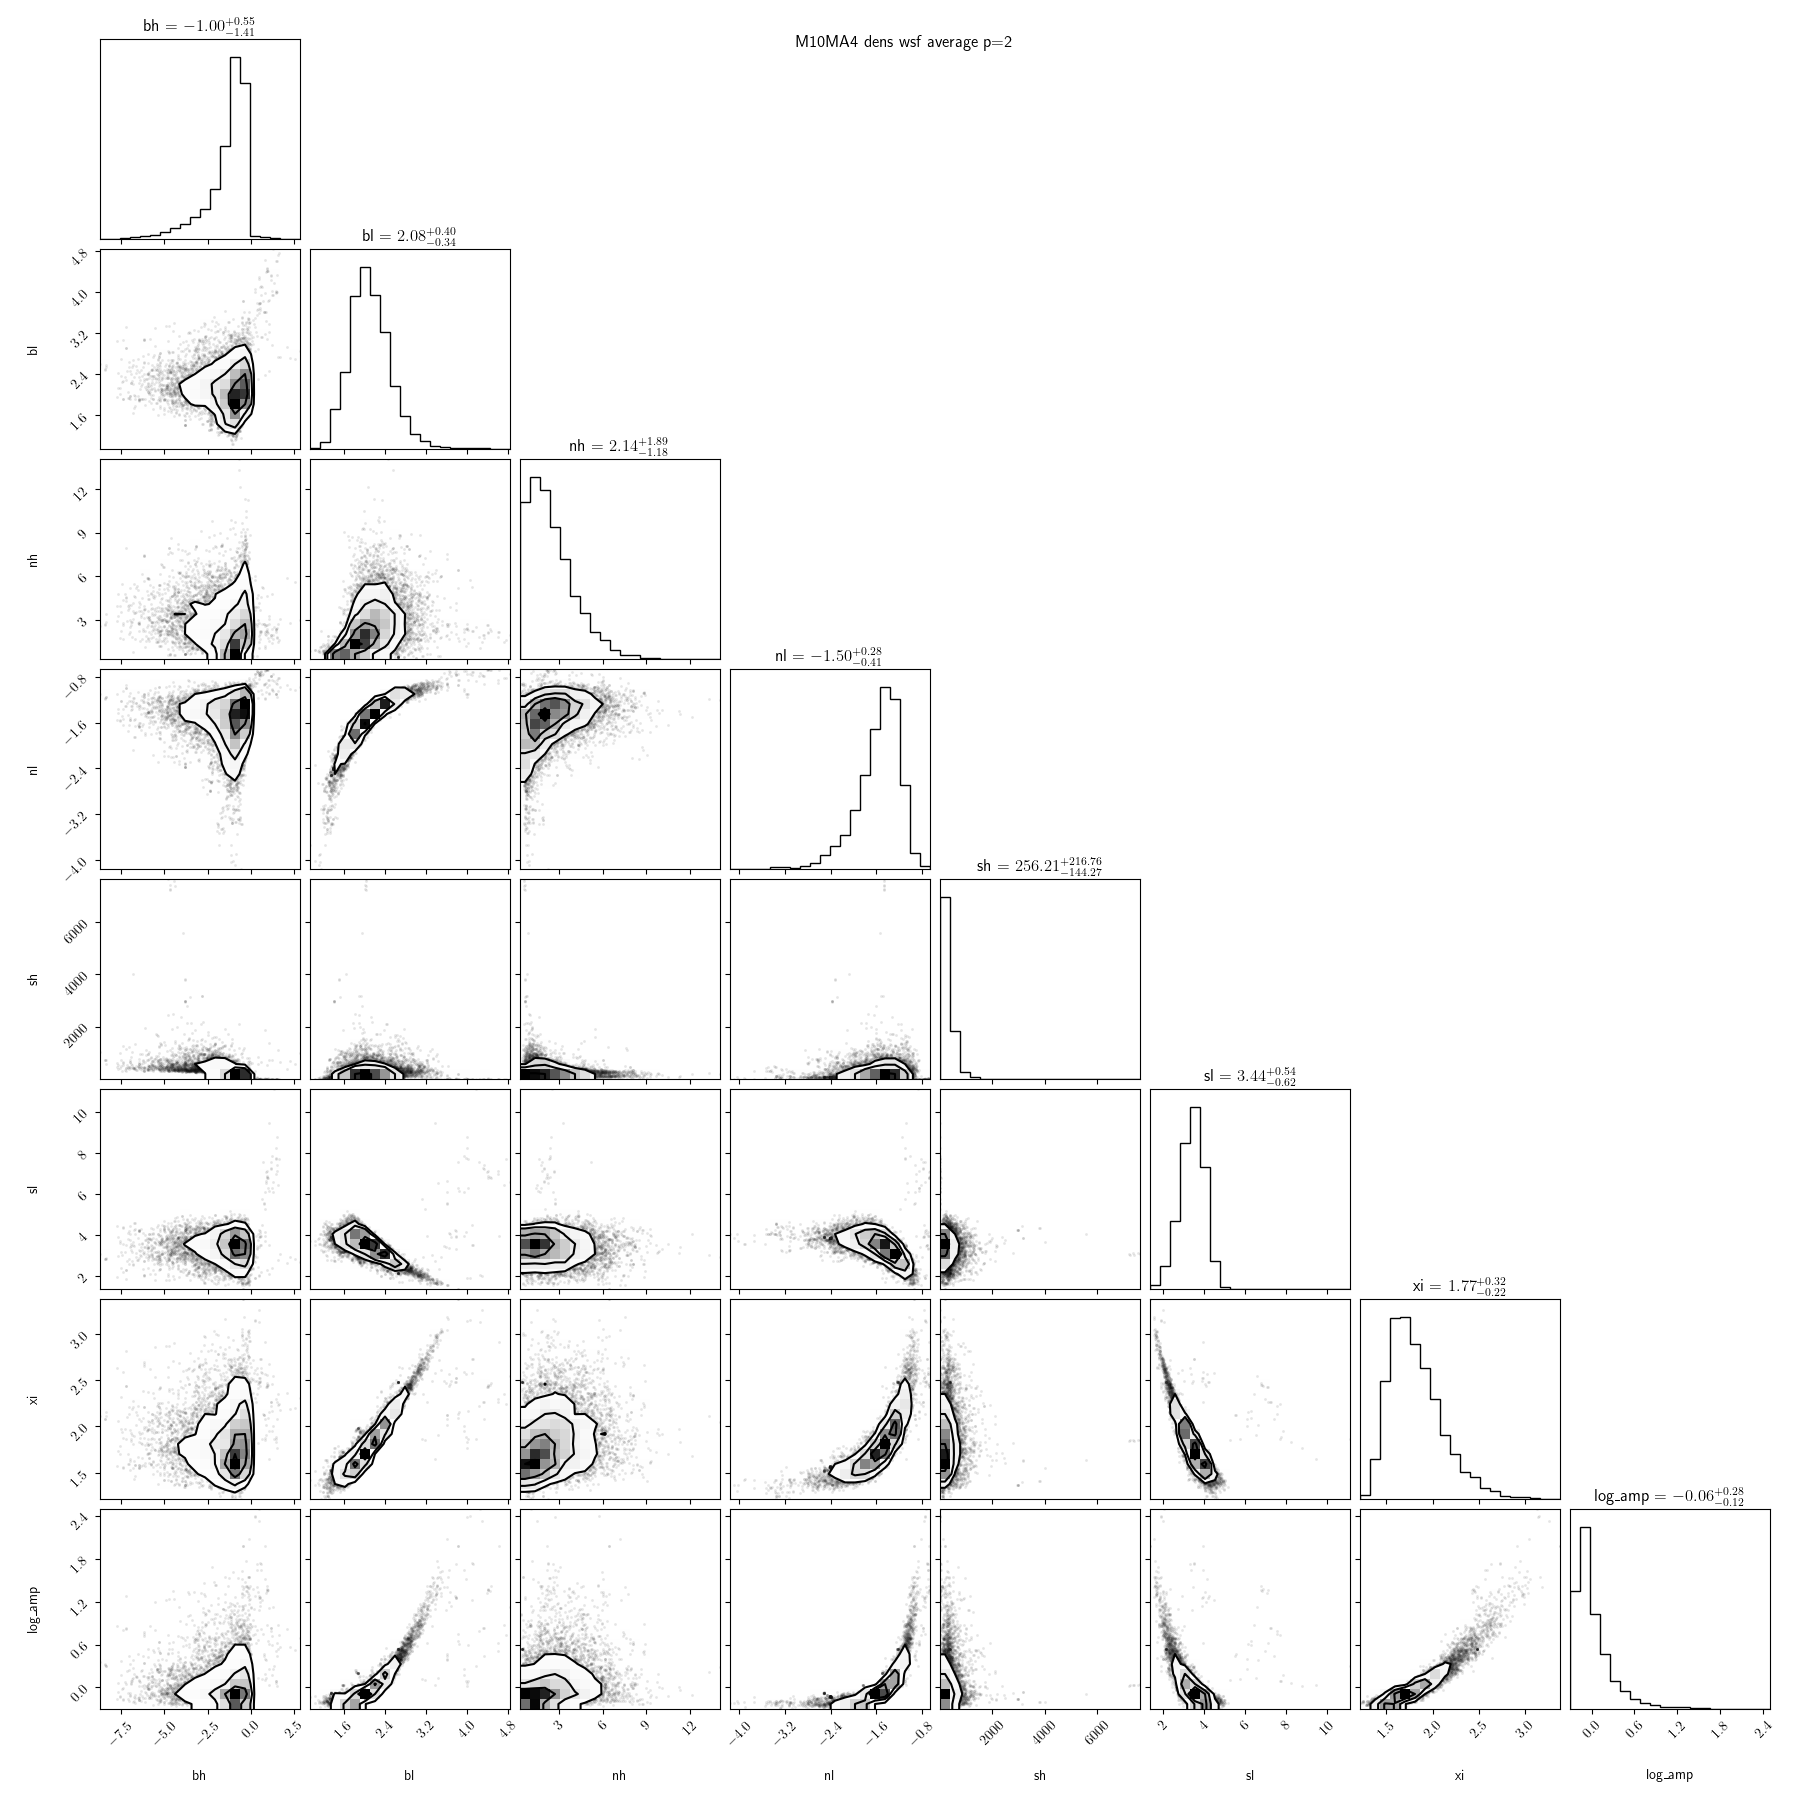 bh = −1.00+0.55 −1.41
M10MA4 dens wsf average p=2
bl = 2.08+0.40 −0.34
4.8
4.0
3.2
2.4
1.6
bl
nh = 2.14+1.89 −1.18
12
9
6
3
nh
nl = −1.50+0.28 −0.41
−0.8
−1.6
−2.4
−3.2
−4.0
nl
sh = 256.21+216.76 −144.27
6000
4000
2000
sh
sl = 3.44+0.54 −0.62
10
8
6
4
2
sl
xi = 1.77+0.32 −0.22
3.0
2.5
2.0
1.5
xi
log_amp = −0.06+0.28 −0.12
2.4
1.8
1.2
0.6
0.0
log_amp
−7.5 −5.0 −2.5 0.0 2.5 1.6 2.4 3.2 4.0 4.8 3 6 9 12 −4.0 −3.2 −2.4 −1.6 −0.8 2000 4000 6000 2 4 6 8 10 1.5 2.0 2.5 3.0 0.0 0.6 1.2 1.8 2.4
bh bl nh nl sh sl xi log_amp